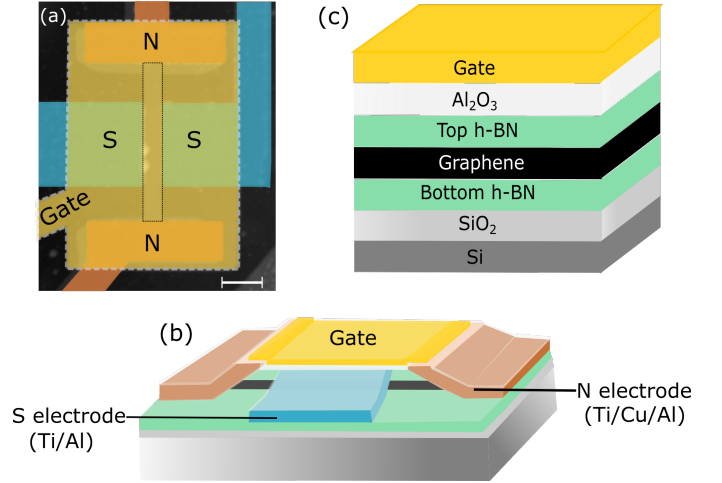 (a)
N
S
S
Gate
N
(c)
Gate
Al₂O₃
Top h-BN
Graphene
Bottom h-BN
SiO₂
Si
(b)
Gate
S electrode
(Ti/Al)
N electrode
(Ti/Cu/Al)